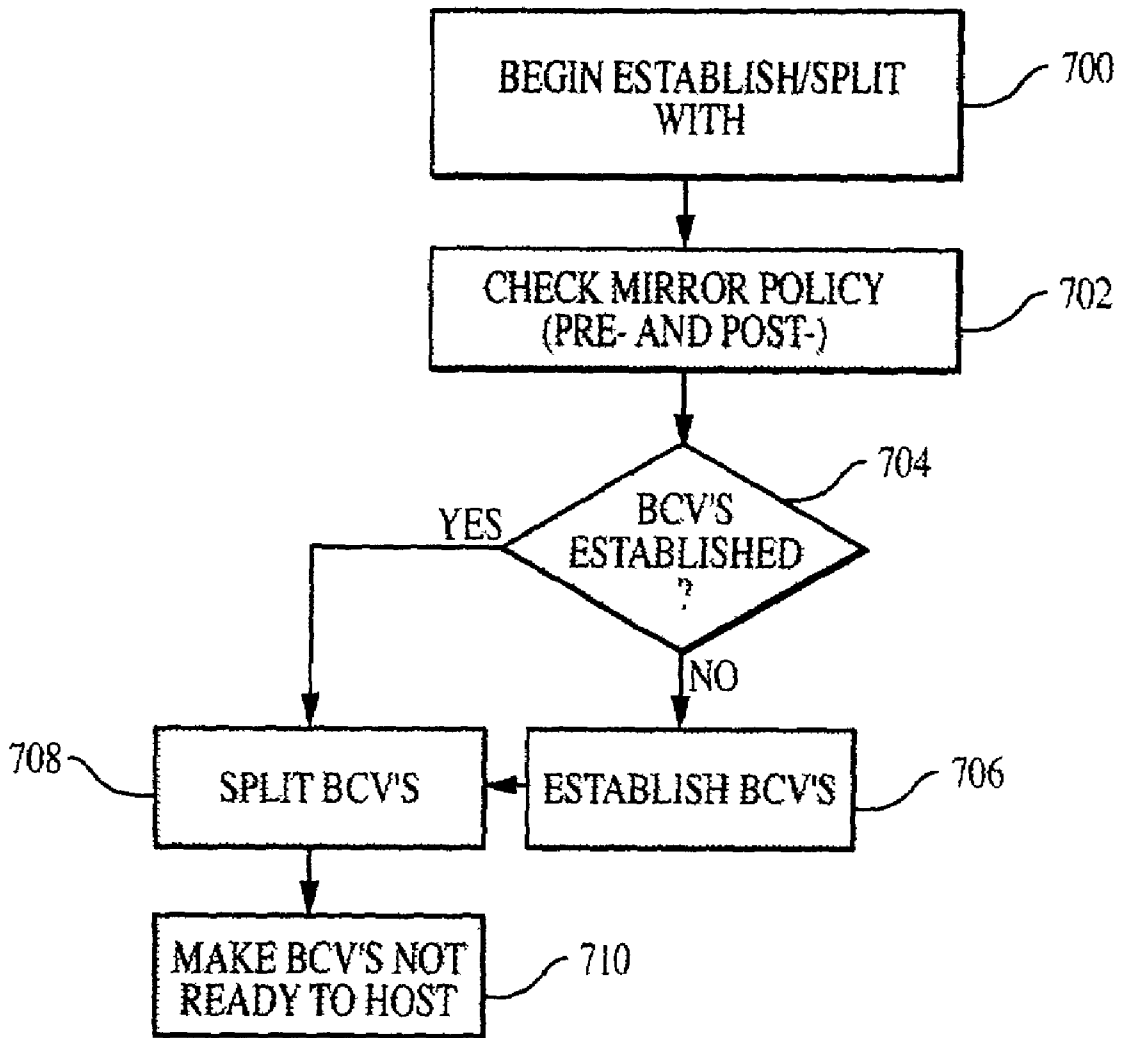 BEGIN ESTABLISH/SPLIT
WITH
700
CHECK MIRROR POLICY
(PRE- AND POST-)
702
704
BCV'S
ESTABLISHED
?
YES
NO
708
SPLIT BCV'S
ESTABLISH BCV'S
706
MAKE BCV'S NOT
READY TO HOST
710